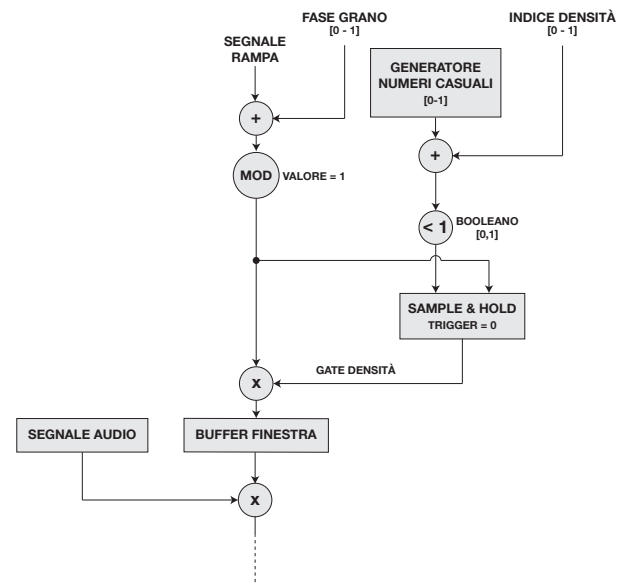 FASE GRANO
[0 - 1]
INDICE DENSITÀ
[0 - 1]
SEGNALE
RAMPA
GENERATORE
NUMERI CASUALI
[0-1]
+
+
MOD
VALORE = 1
< 1
BOOLEANO
[0,1]
SAMPLE & HOLD
TRIGGER = 0
GATE DENSITÀ
x
SEGNALE AUDIO
BUFFER FINESTRA
x